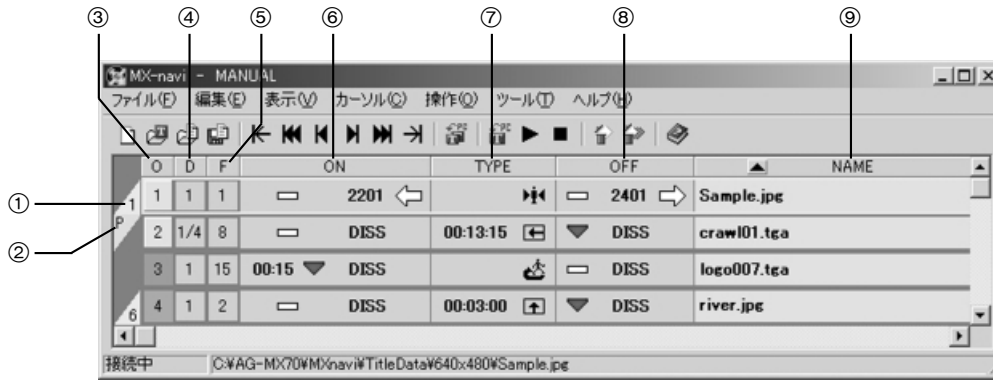 ③ ④ ⑤ ⑥ ⑦ ⑧ ⑨
MX-navi - MANUAL
ファイル(F) 編集(E) 表示(V) カーソル(C) 操作(O) ツール(T) ヘルプ(H)
O D F ON TYPE OFF NAME
① 1 1 1 1 2201 2401 Sample.jpg
② P 2 1/4 8 DISS 00:13:15 DISS crawl01.tga
3 1 15 00:15 DISS DISS logo007.tga
6 4 1 2 DISS 00:03:00 DISS river.jpg
接続中 C:¥AG-MX70¥MXnavi¥TitleData¥640x480¥Sample.jpg